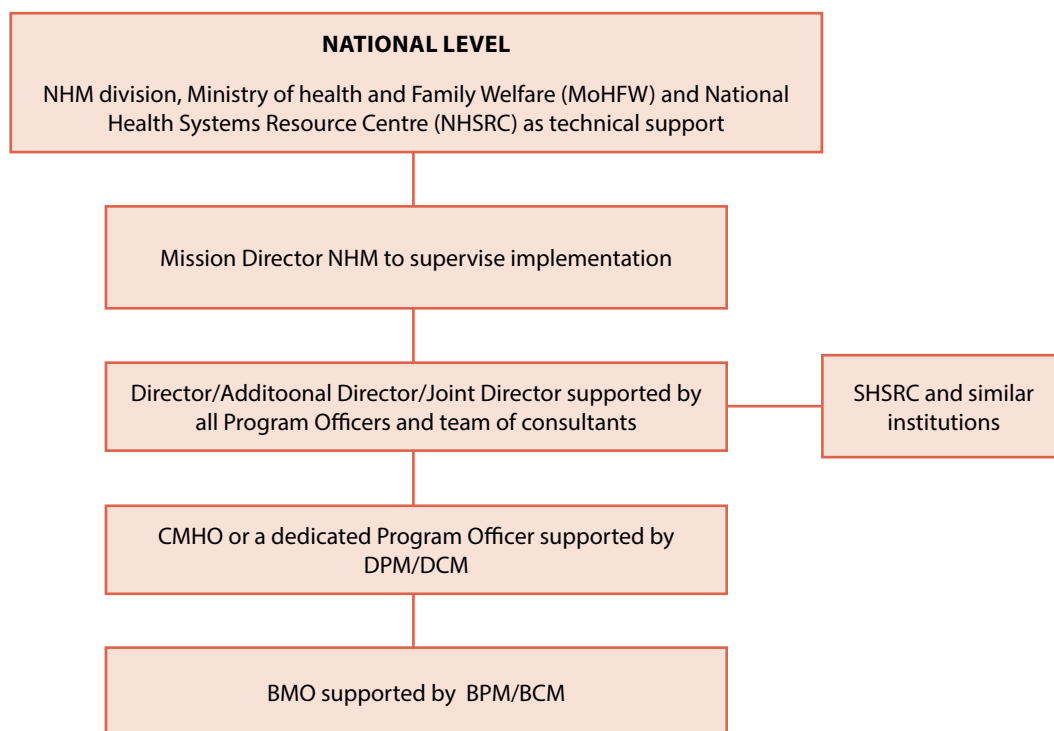 NATIONAL LEVEL
NHM division, Ministry of health and Family Welfare (MoHFW) and National
Health Systems Resource Centre (NHSRC) as technical support
Mission Director NHM to supervise implementation
Director/Additoonal Director/Joint Director supported by
all Program Officers and team of consultants
SHSRC and similar
institutions
CMHO or a dedicated Program Officer supported by
DPM/DCM
BMO supported by BPM/BCM